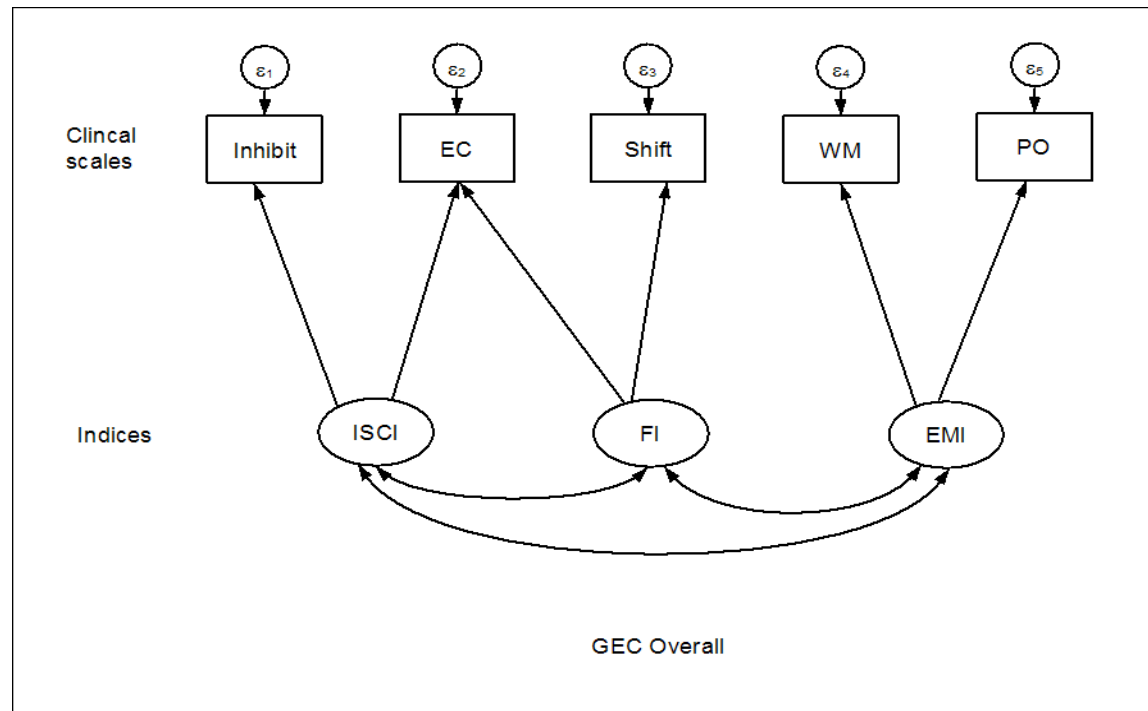 ε1
ε2
ε3
ε4
ε5
Clincal
scales
Inhibit
EC
Shift
WM
PO
Indices
ISCI
FI
EMI
GEC Overall